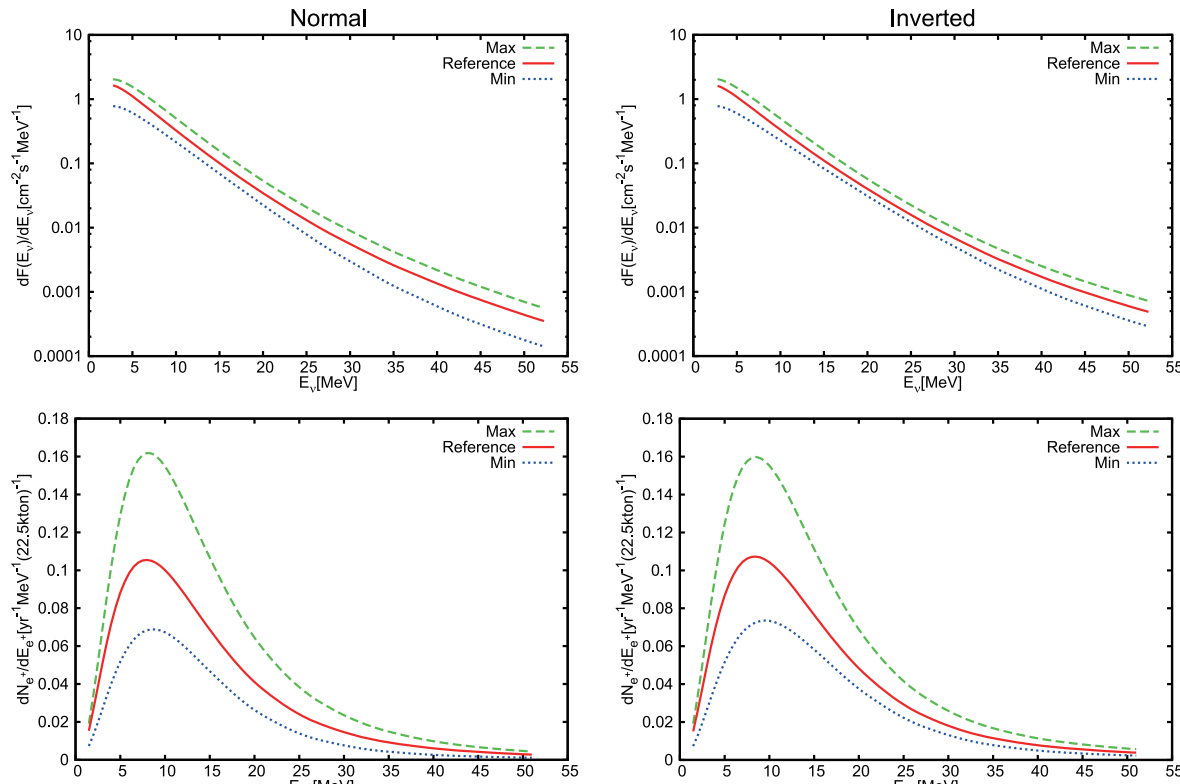 Normal
10
1
0.1
0.01
0.001
0.0001
dF(Eν)/dEν[cm-2s-1MeV-1]
Max
Reference
Min
0 5 10 15 20 25 30 35 40 45 50 55
Eν[MeV]
Inverted
10
1
0.1
0.01
0.001
0.0001
dF(Eν)/dEν[cm-2s-1MeV-1]
Max
Reference
Min
0 5 10 15 20 25 30 35 40 45 50 55
Eν[MeV]
0.18
0.16
0.14
0.12
0.1
0.08
0.06
0.04
0.02
0
dNe+/dEe+[yr-1MeV-1(22.5kton)-1]
Max
Reference
Min
0 5 10 15 20 25 30 35 40 45 50 55
0.18
0.16
0.14
0.12
0.1
0.08
0.06
0.04
0.02
0
dNe+/dEe+[yr-1MeV-1(22.5kton)-1]
Max
Reference
Min
0 5 10 15 20 25 30 35 40 45 50 55